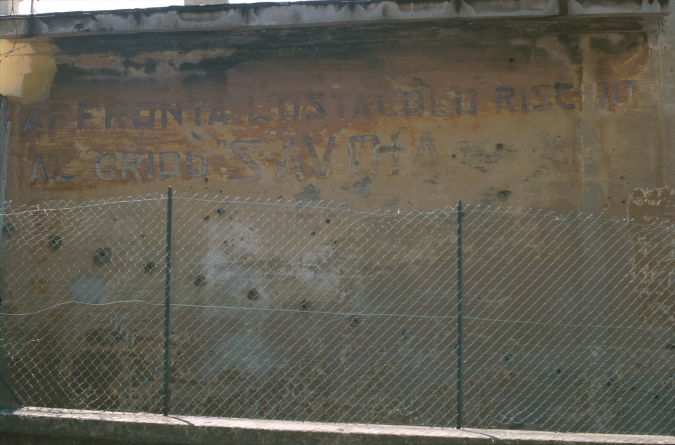 AFFRONTA L'OSTACOLO RISCHIO
AL GRIDO "SAVOIA